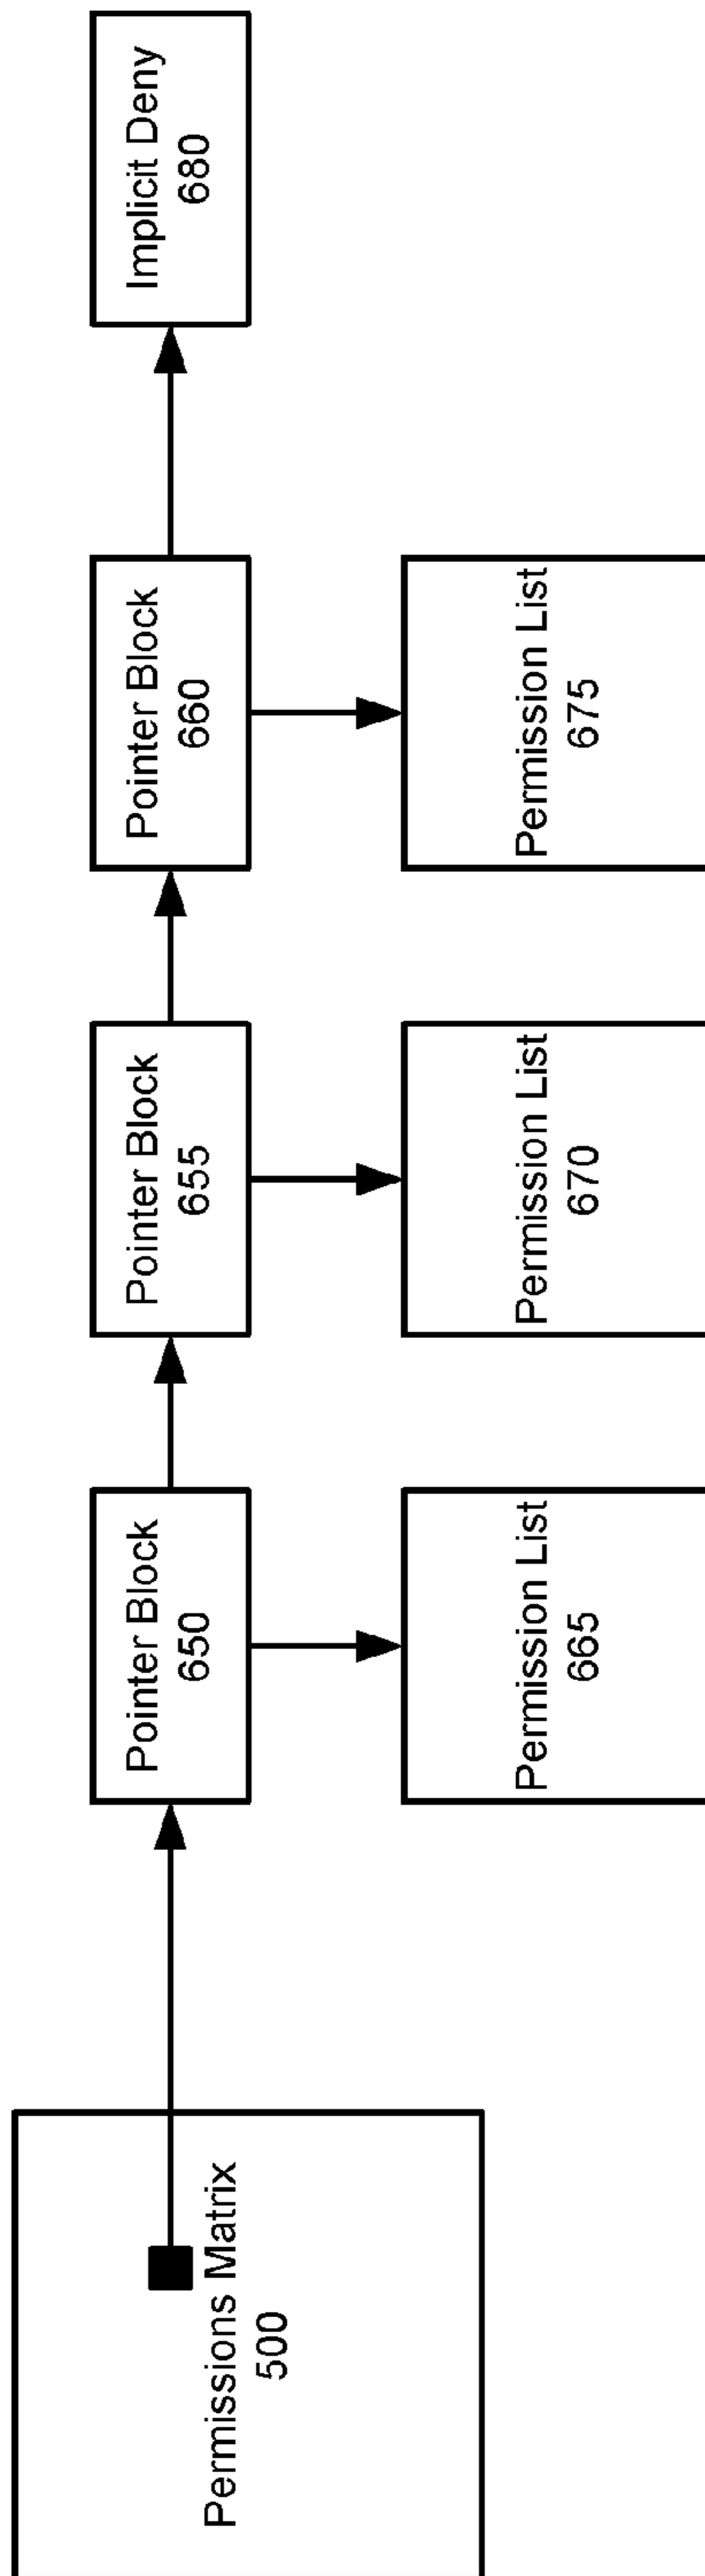 Permissions Matrix
500
Pointer Block
650
Pointer Block
655
Pointer Block
660
Implicit Deny
680
Permission List
665
Permission List
670
Permission List
675